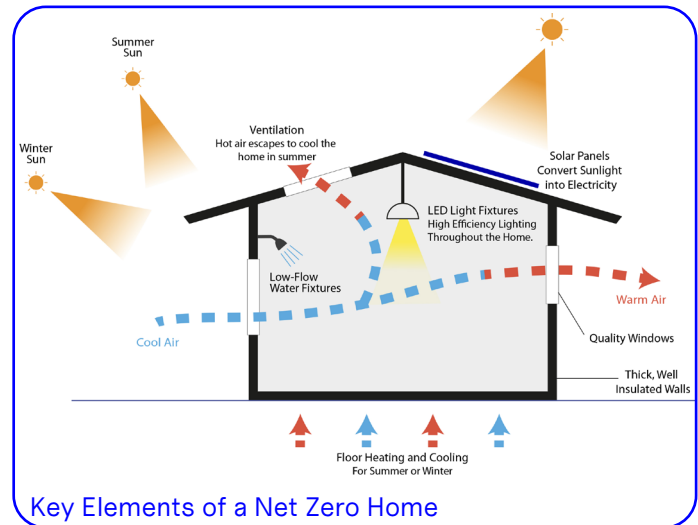 Summer
Sun
Winter
Sun
Ventilation
Hot air escapes to cool the
home in summer
Solar Panels
Convert Sunlight
into Electricity
LED Light Fixtures
High Efficiency Lighting
Throughout the Home.
Low-Flow
Water Fixtures
Cool Air
Warm Air
Quality Windows
Thick, Well
Insulated Walls
Floor Heating and Cooling
For Summer or Winter
Key Elements of a Net Zero Home